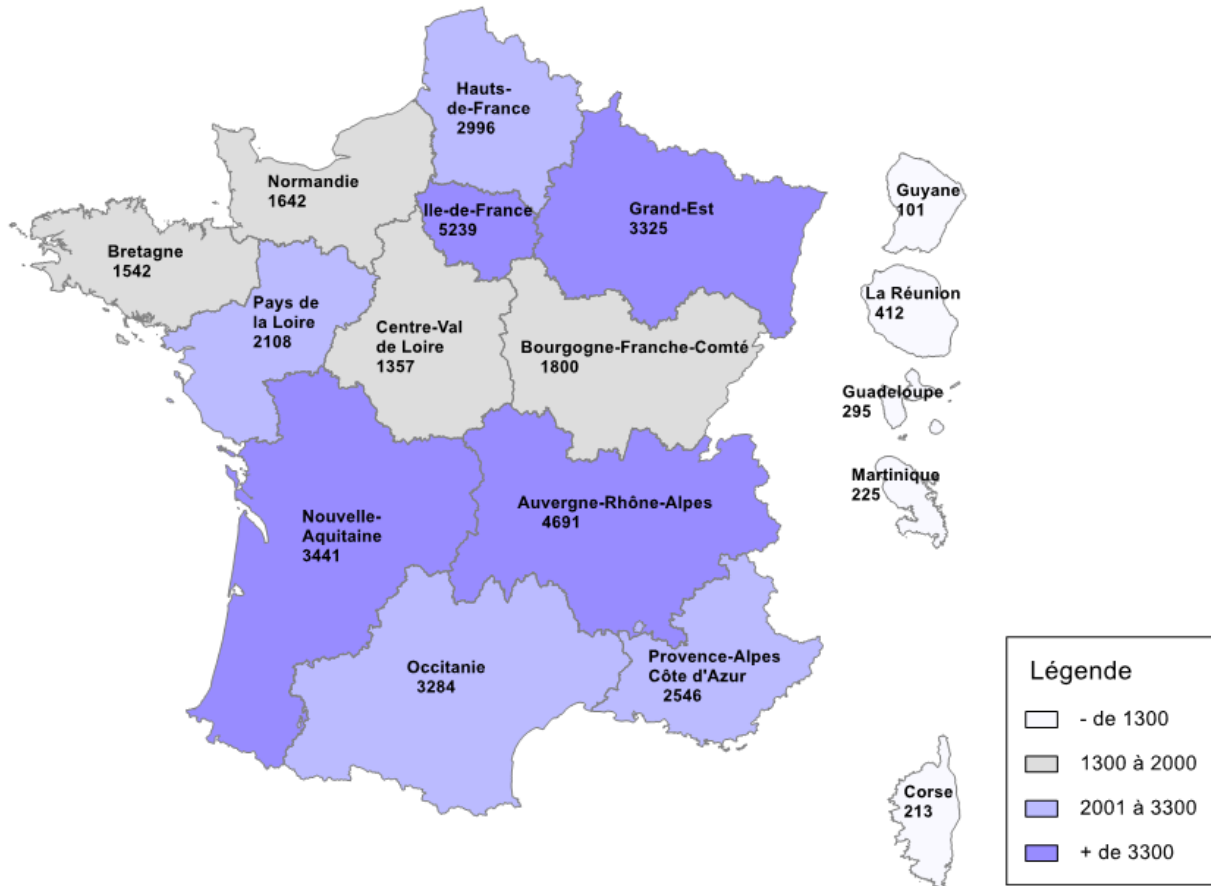 Hauts-
de-France
2996
Normandie
1642
Ile-de-France
5239
Grand-Est
3325
Guyane
101
Bretagne
1542
Pays de
la Loire
2108
Centre-Val
de Loire
1357
Bourgogne-Franche-Comté
1800
La Réunion
412
Guadeloupe
295
Martinique
225
Nouvelle-
Aquitaine
3441
Auvergne-Rhône-Alpes
4691
Occitanie
3284
Provence-Alpes
Côte d'Azur
2546
Corse
213
Légende
- de 1300
1300 à 2000
2001 à 3300
+ de 3300